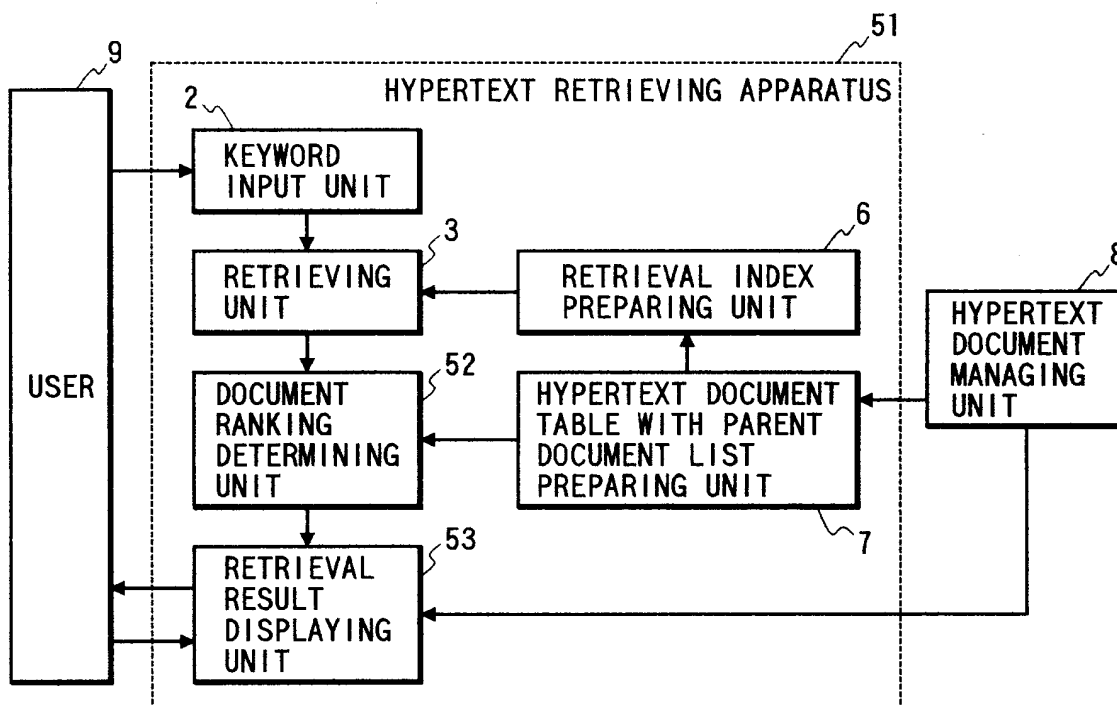 51
9
HYPERTEXT RETRIEVING APPARATUS
2
KEYWORD
INPUT UNIT
3
RETRIEVING
UNIT
6
RETRIEVAL INDEX
PREPARING UNIT
8
HYPERTEXT
DOCUMENT
MANAGING
UNIT
USER
52
DOCUMENT
RANKING
DETERMINING
UNIT
HYPERTEXT DOCUMENT
TABLE WITH PARENT
DOCUMENT LIST
PREPARING UNIT
7
53
RETRIEVAL
RESULT
DISPLAYING
UNIT